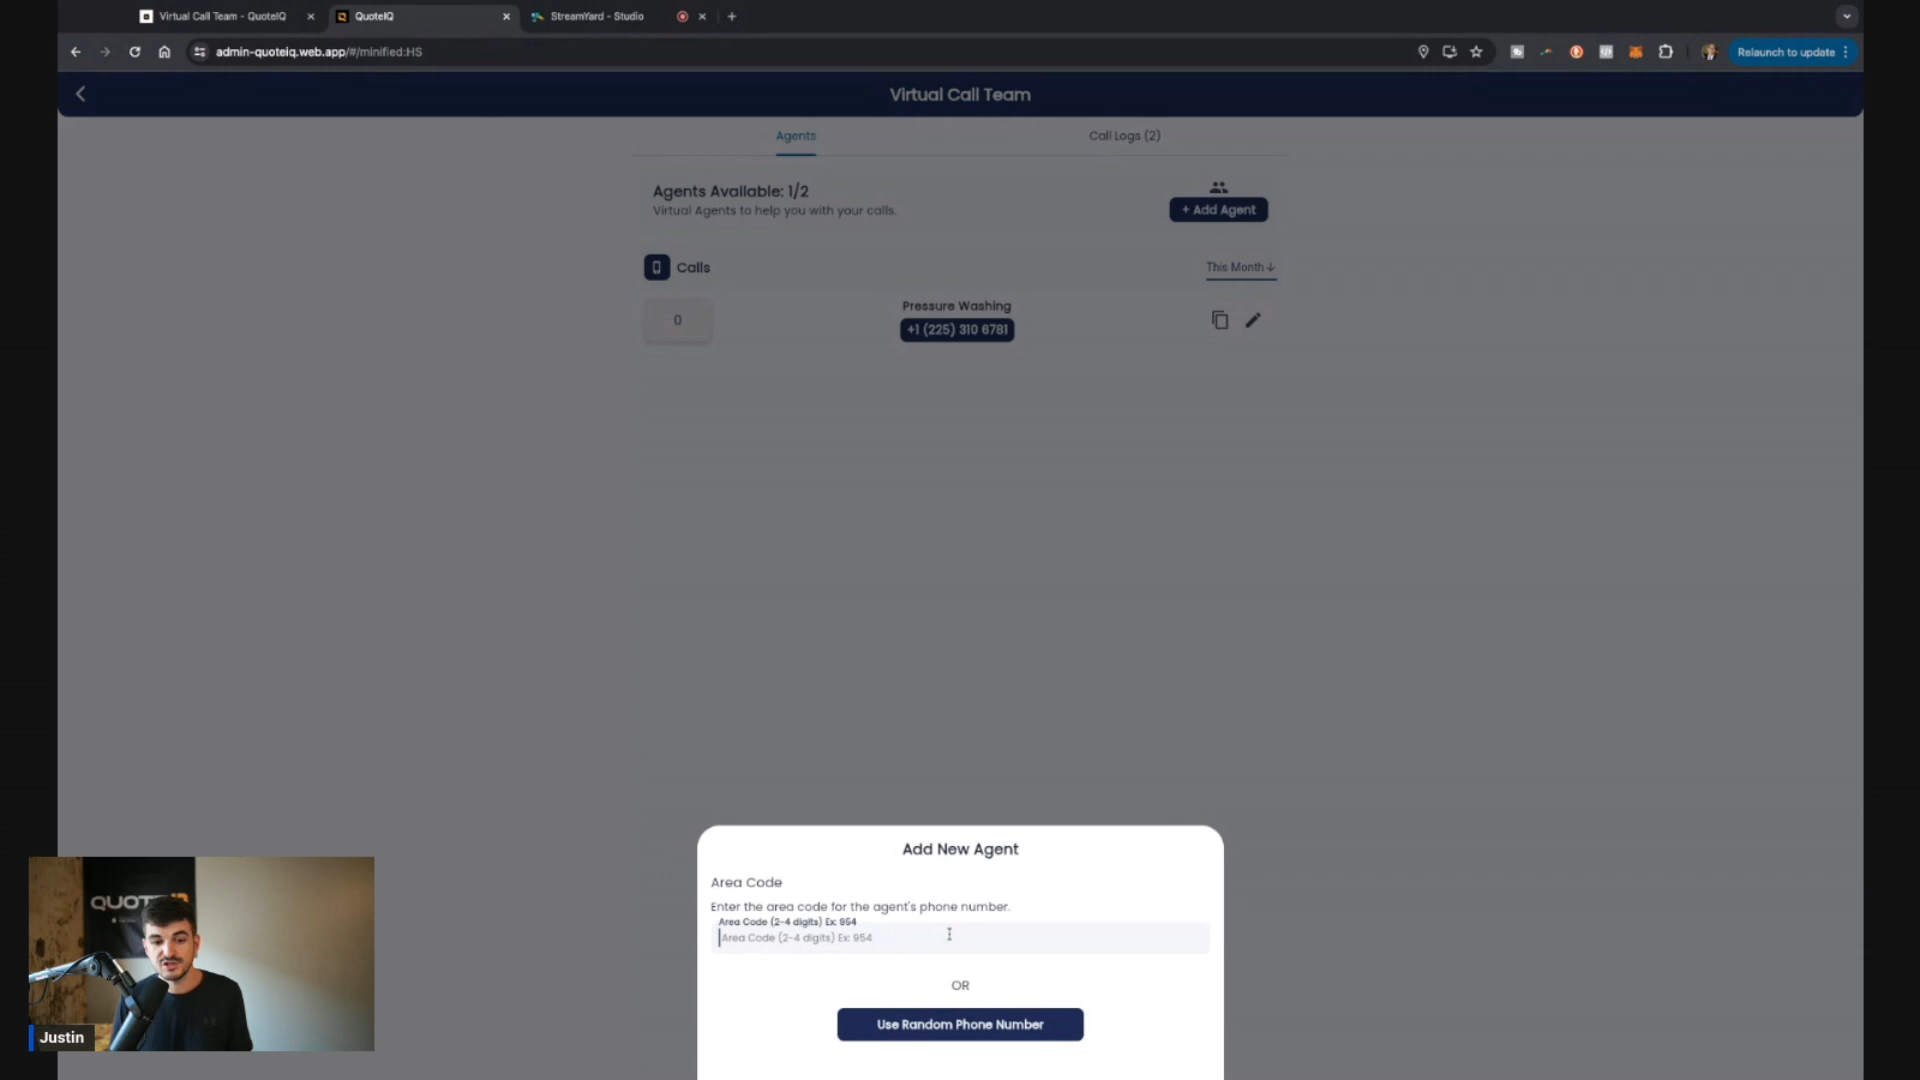 Virtual Call Team - QuoteIQ
QuoteIQ
StreamYard - Studio
admin-quoteiq.web.app/#/minified:HS
Relaunch to update
Virtual Call Team
Agents
Call Logs (2)
Agents Available: 1/2
Virtual Agents to help you with your calls.
+ Add Agent
Calls
This Month ↓
0
Pressure Washing
+1 (225) 310 6781
Add New Agent
Area Code
Enter the area code for the agent's phone number.
Area Code (2-4 digits) Ex: 954
Area Code (2-4 digits) Ex: 954
OR
Use Random Phone Number
Justin